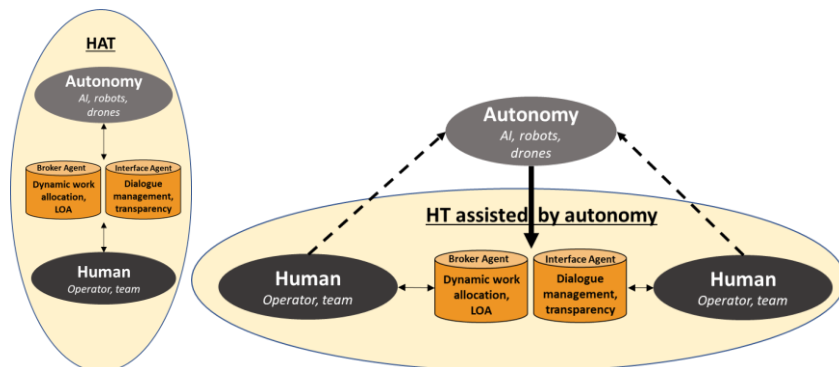 HAT
Autonomy
AI, robots,
drones
Broker Agent
Dynamic work
allocation,
LOA
Interface Agent
Dialogue
management,
transparency
Human
Operator, team
Autonomy
AI, robots,
drones
HT assisted by autonomy
Human
Operator, team
Broker Agent
Dynamic work
allocation,
LOA
Interface Agent
Dialogue
management,
transparency
Human
Operator, team